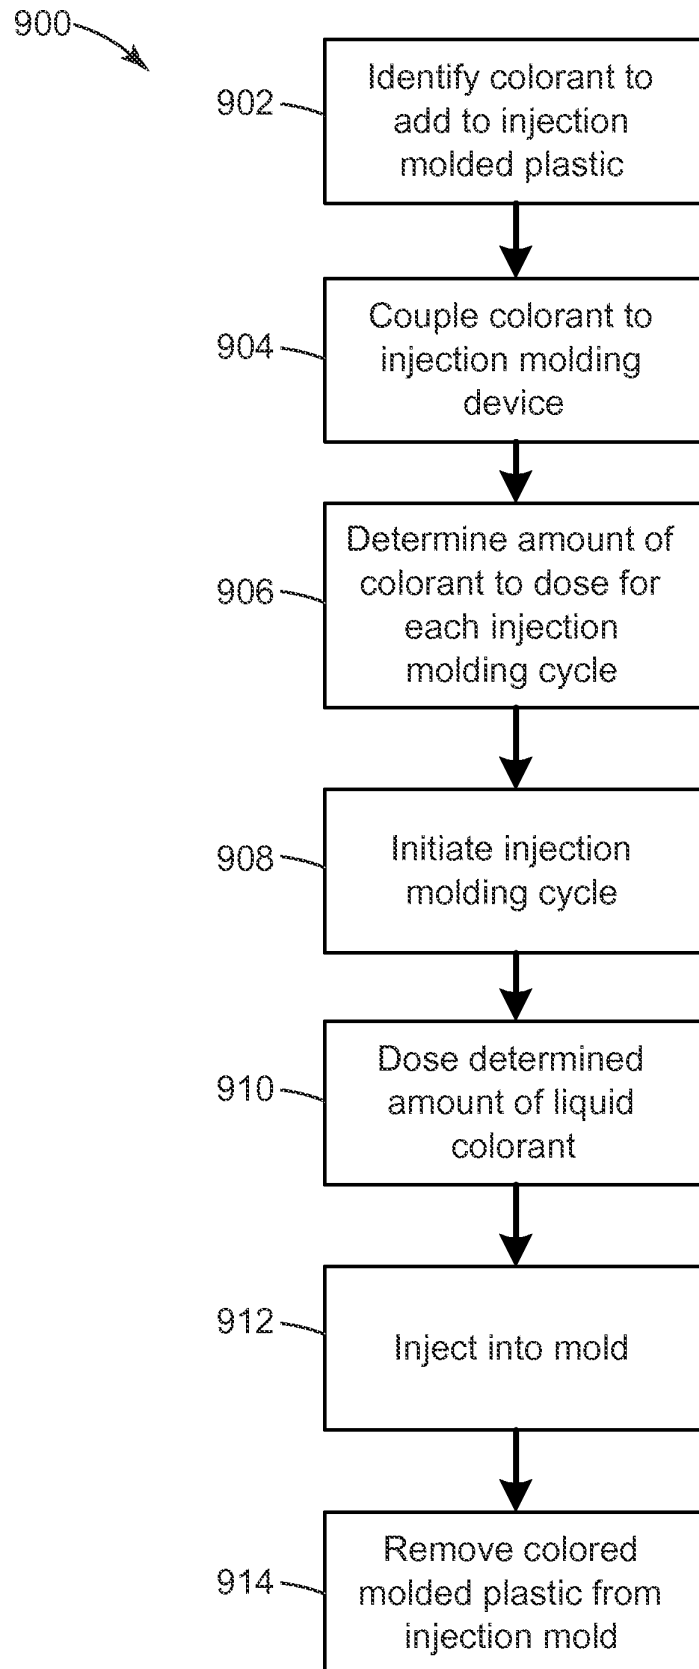 900
902
Identify colorant to
add to injection
molded plastic
904
Couple colorant to
injection molding
device
906
Determine amount of
colorant to dose for
each injection
molding cycle
908
Initiate injection
molding cycle
910
Dose determined
amount of liquid
colorant
912
Inject into mold
914
Remove colored
molded plastic from
injection mold